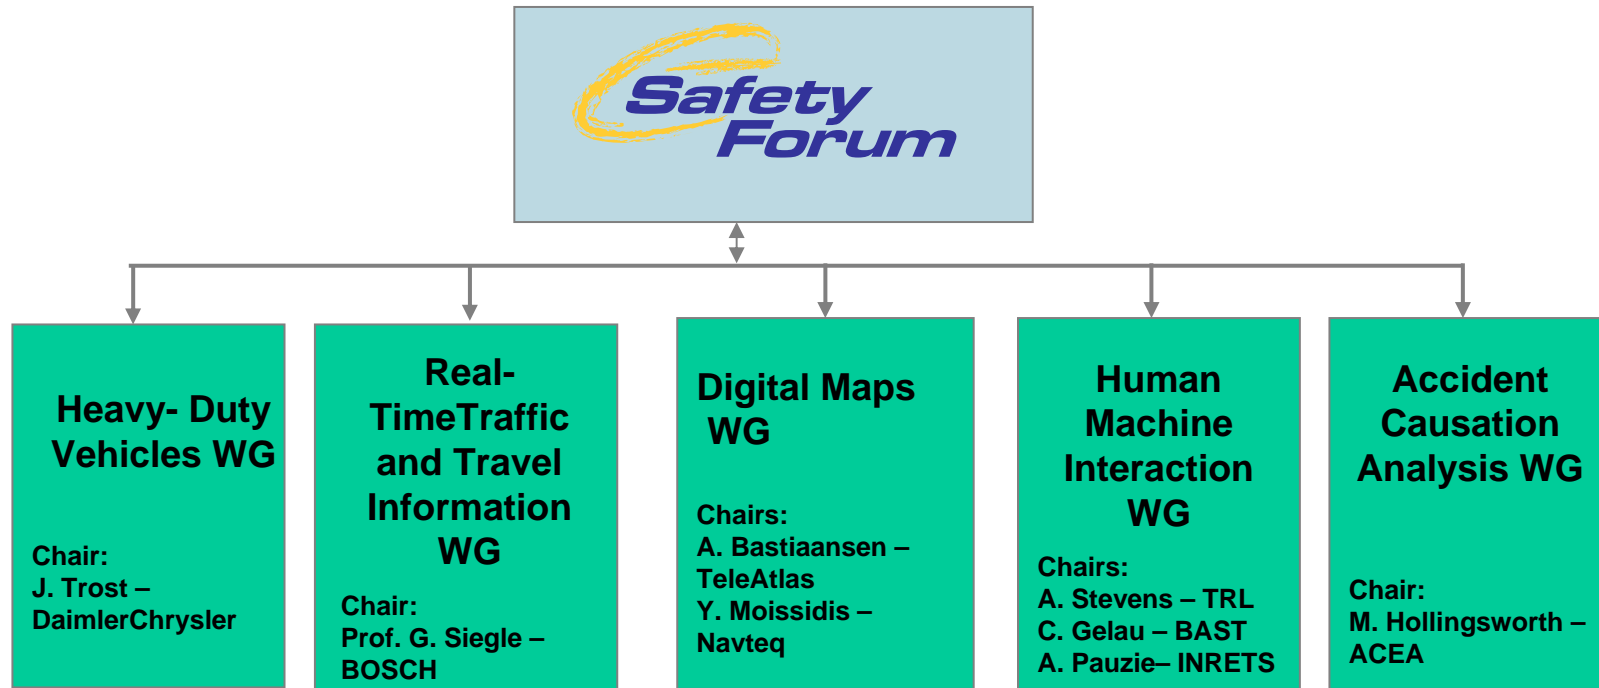 Safety
Forum
Heavy- Duty
Vehicles WG
Chair:
J. Trost –
DaimlerChrysler
Real-
TimeTraffic
and Travel
Information
WG
Chair:
Prof. G. Siegle –
BOSCH
Digital Maps
WG
Chairs:
A. Bastiaansen –
TeleAtlas
Y. Moissidis –
Navteq
Human
Machine
Interaction
WG
Chairs:
A. Stevens – TRL
C. Gelau – BAST
A. Pauzie– INRETS
Accident
Causation
Analysis WG
Chair:
M. Hollingsworth –
ACEA